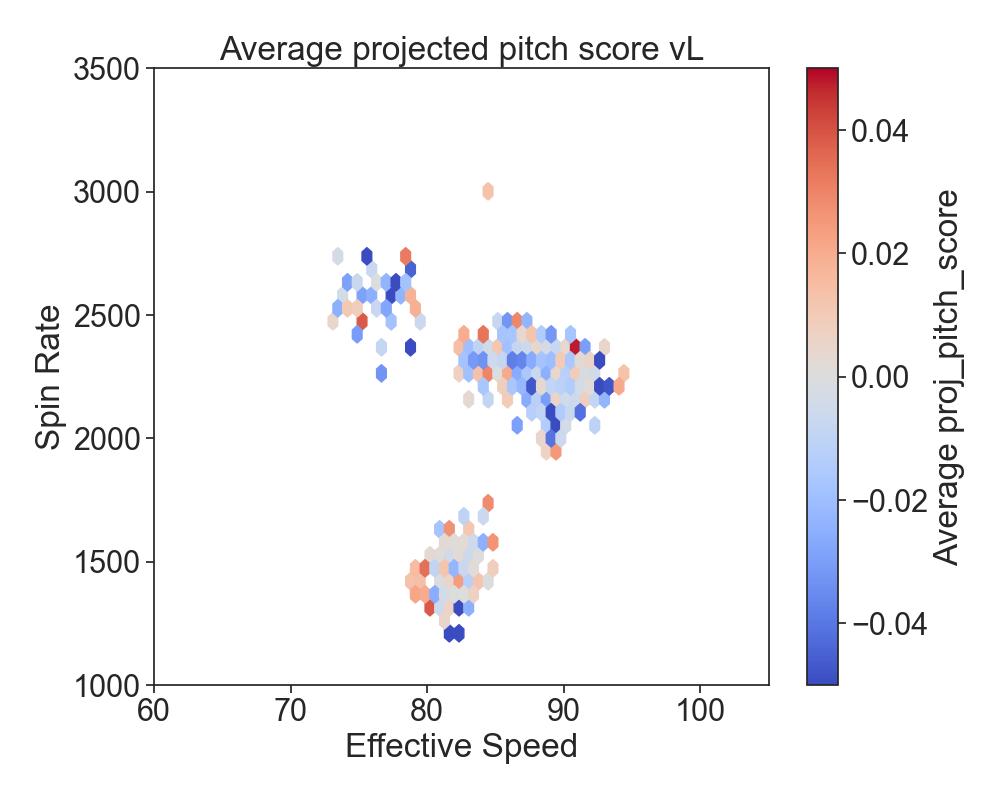 Average projected pitch score vL
3500
3000
2500
2000
1500
1000
Spin Rate
60 70 80 90 100
Effective Speed
0.04
0.02
0.00
−0.02
−0.04
Average proj_pitch_score